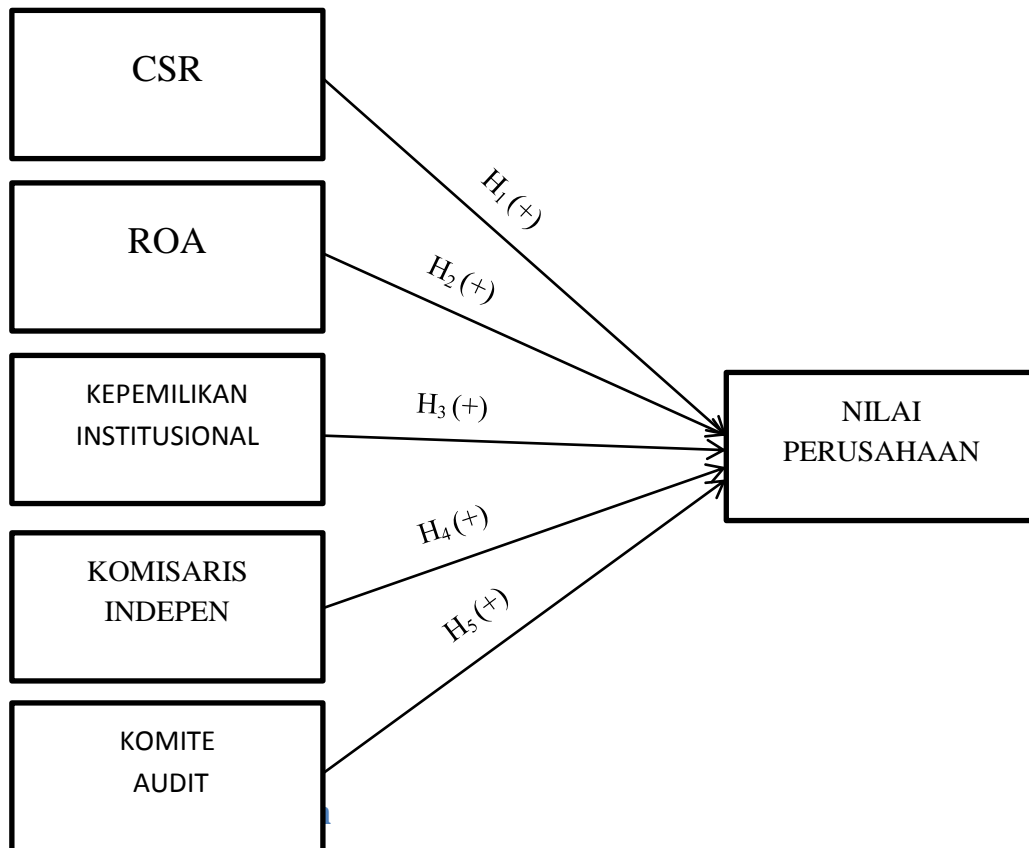 CSR
H₁ (+)
ROA
H₂ (+)
KEPEMILIKAN
INSTITUSIONAL
H₃ (+)
NILAI
PERUSAHAAN
KOMISARIS
INDEPEN
H₄ (+)
H₅ (+)
KOMITE
AUDIT